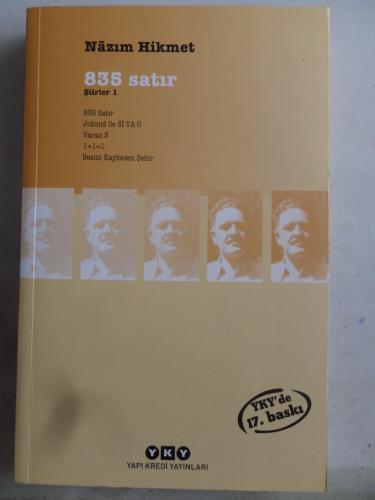 Nâzım Hikmet
835 satır
Şiirler 1
835 Satır
Jokond ile Sİ-YA-U
Varan 3
1+1=1
Sesini Kaybeden Şehir
YKY'de
17. baskı
YKY
YAPI KREDİ YAYINLARI